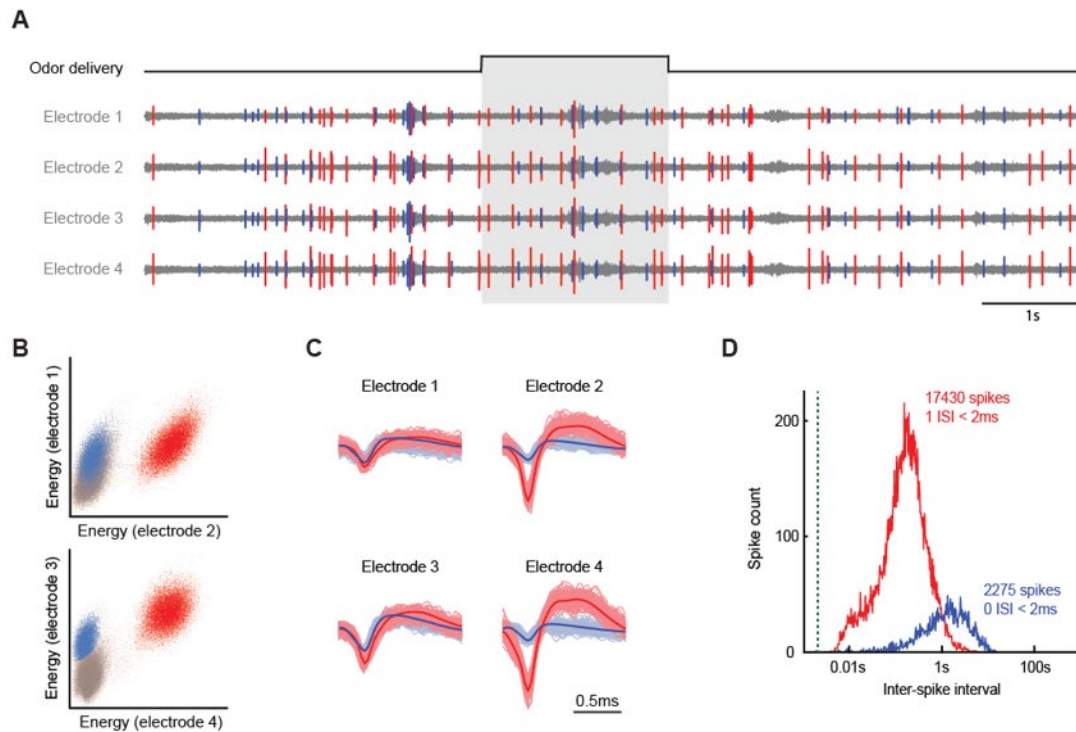 A
Odor delivery
Electrode 1
Electrode 2
Electrode 3
Electrode 4
1s
B
Energy (electrode 1)
Energy (electrode 2)
Energy (electrode 3)
Energy (electrode 4)
C
Electrode 1
Electrode 2
Electrode 3
Electrode 4
0.5ms
D
17430 spikes
1 ISI < 2ms
2275 spikes
0 ISI < 2ms
Spike count
200
100
0
0.01s
1s
100s
Inter-spike interval